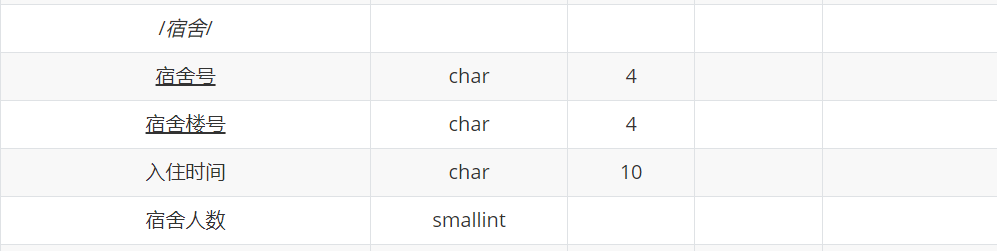 /宿舍/
宿舍号 char 4
宿舍楼号 char 4
入住时间 char 10
宿舍人数 smallint